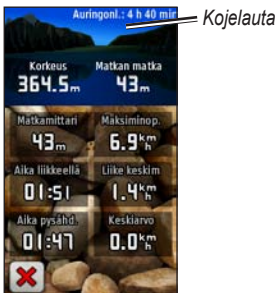 Auringonl.: 4 h 40 min
Kojelauta
Korkeus Matkan matka
364.5m 43m
Matkamittari Maksiminop.
43m 6.9km/h
Aika liikkeellä Liike keskim
01:51 1.4km/h
Aika pysähd. Keskiarvo
01:47 0.0km/h